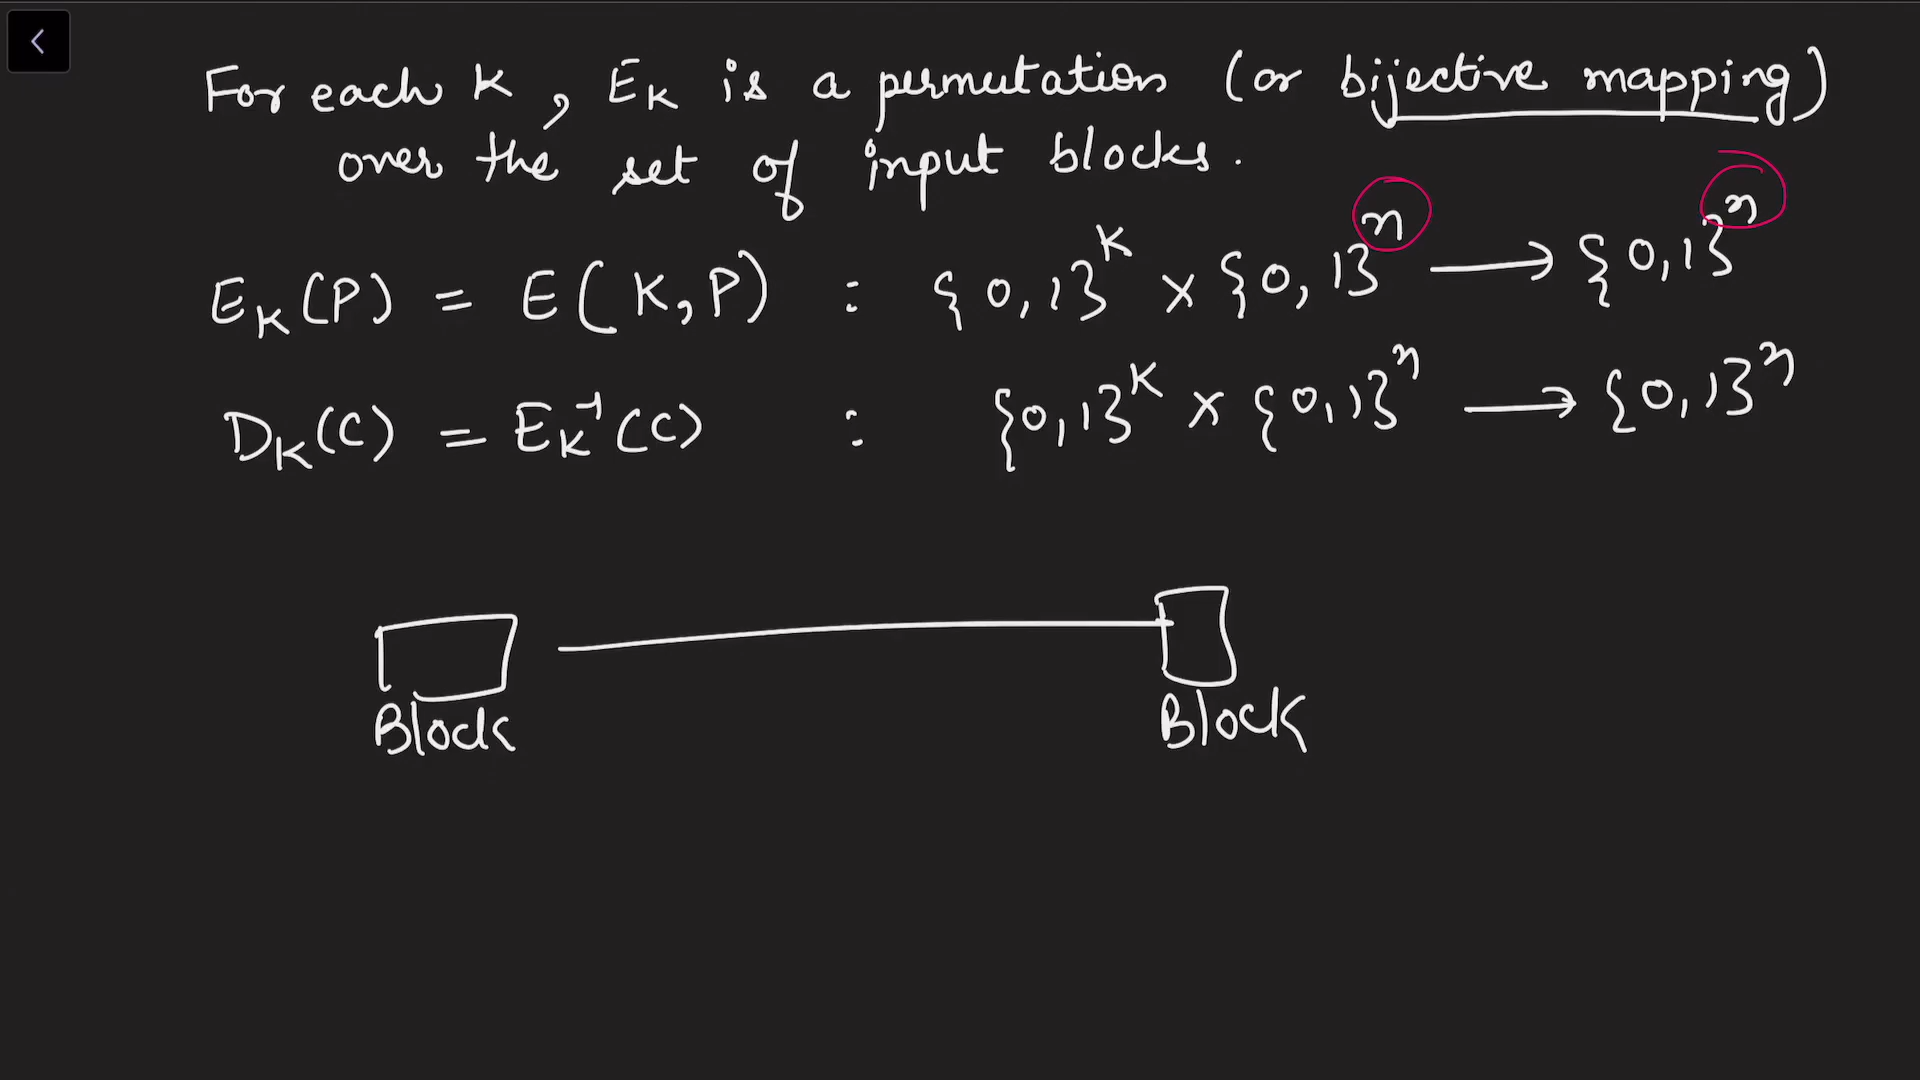 For each K, E_K is a permutation (or bijective mapping)
over the set of input blocks.
E_K(P) = E(K,P) : {0,1}^k × {0,1}^n ⟶ {0,1}^n
D_K(C) = E_K^-1(C) : {0,1}^k × {0,1}^n ⟶ {0,1}^n
Block Block